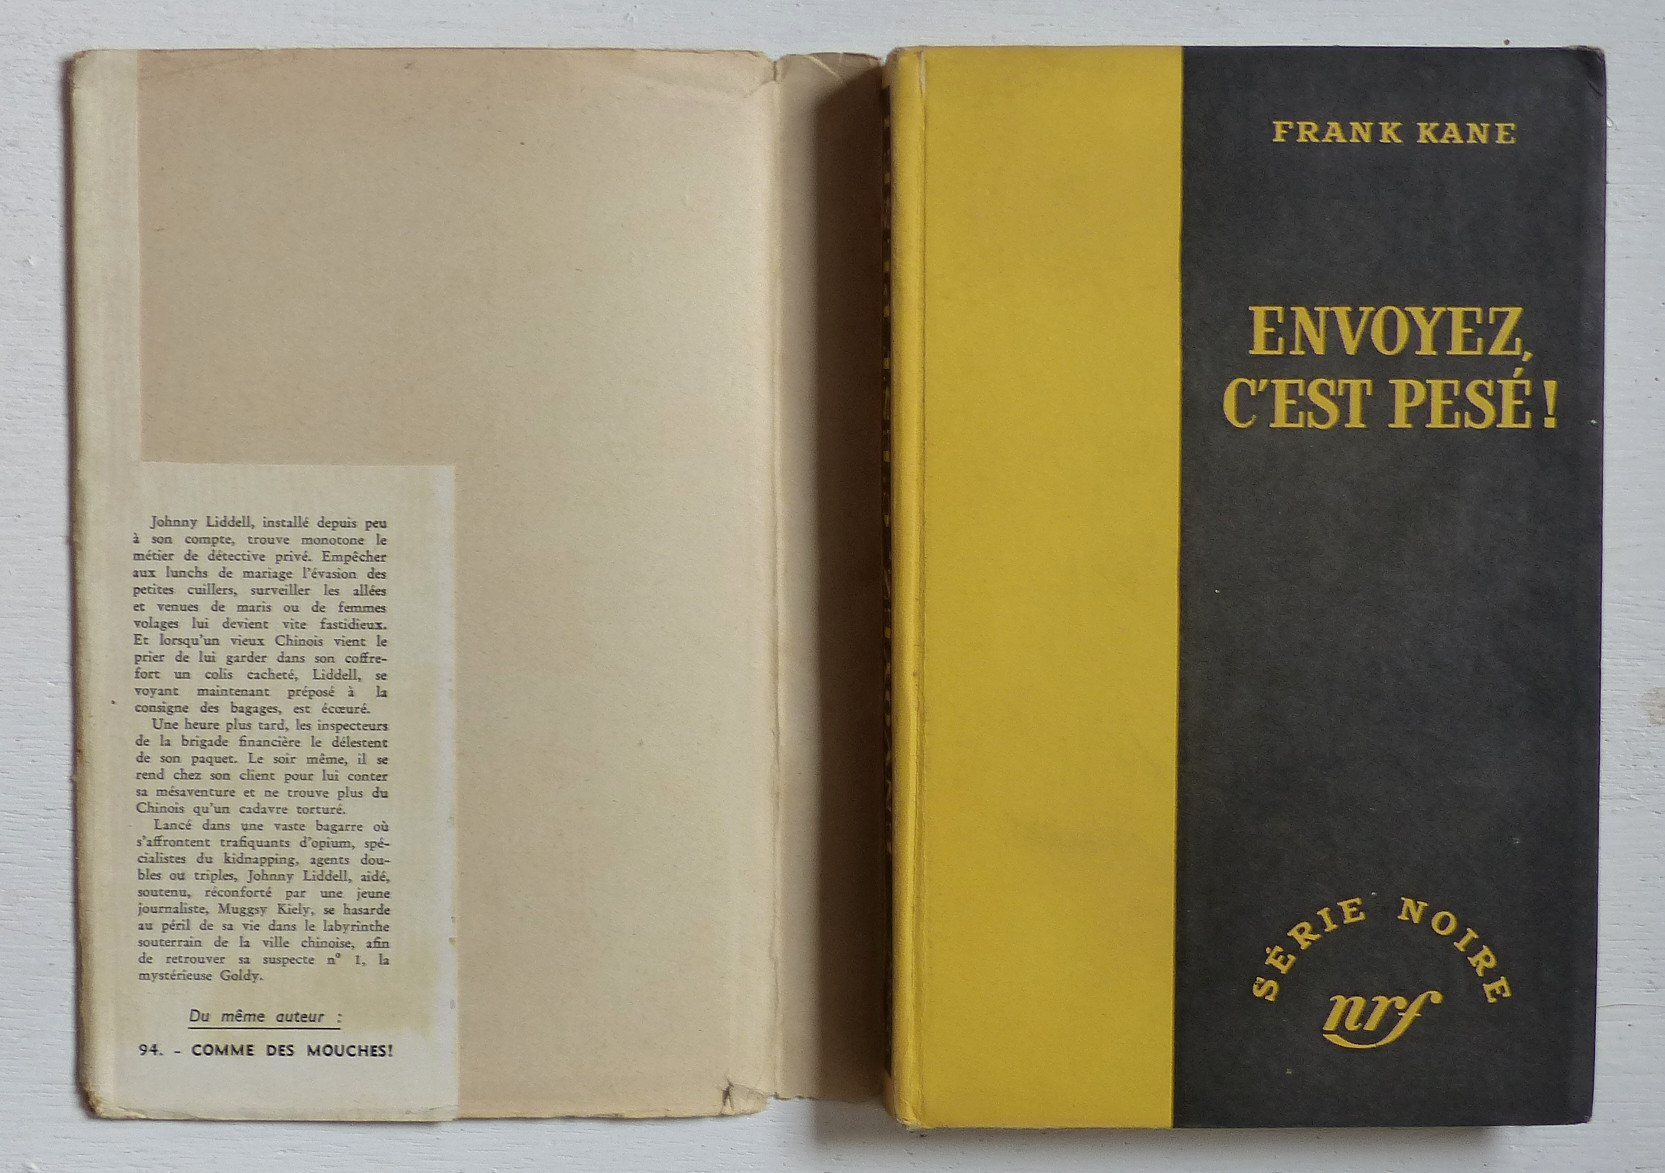 Johnny Liddell, installé depuis peu
à son compte, trouve monotone le
métier de détective privé. Empêcher
aux lunchs de mariage l'évasion des
petites cuillers, surveiller les allées
et venues de maris ou de femmes
volages lui devient vite fastidieux.
Et lorsqu'un vieux Chinois vient le
prier de lui garder dans son coffre-
fort un colis cacheté, Liddell, se
voyant maintenant préposé à la
consigne des bagages, est écœuré.
Une heure plus tard, les inspecteurs
de la brigade financière le délestent
de son paquet. Le soir même, il se
rend chez son client pour lui conter
sa mésaventure et ne trouve plus du
Chinois qu'un cadavre torturé.
Lancé dans une vaste bagarre où
s'affrontent trafiquants d'opium, spé-
cialistes du kidnapping, agents dou-
bles ou triples, Johnny Liddell, aidé,
soutenu, réconforté par une jeune
journaliste, Muggsy Kiely, se hasarde
au péril de sa vie dans le labyrinthe
souterrain de la ville chinoise, afin
de retrouver sa suspecte n° 1, la
mystérieuse Goldy.
Du même auteur :
94. - COMME DES MOUCHES!
FRANK KANE
ENVOYEZ,
C'EST PESÉ !
SÉRIE NOIRE
nrf